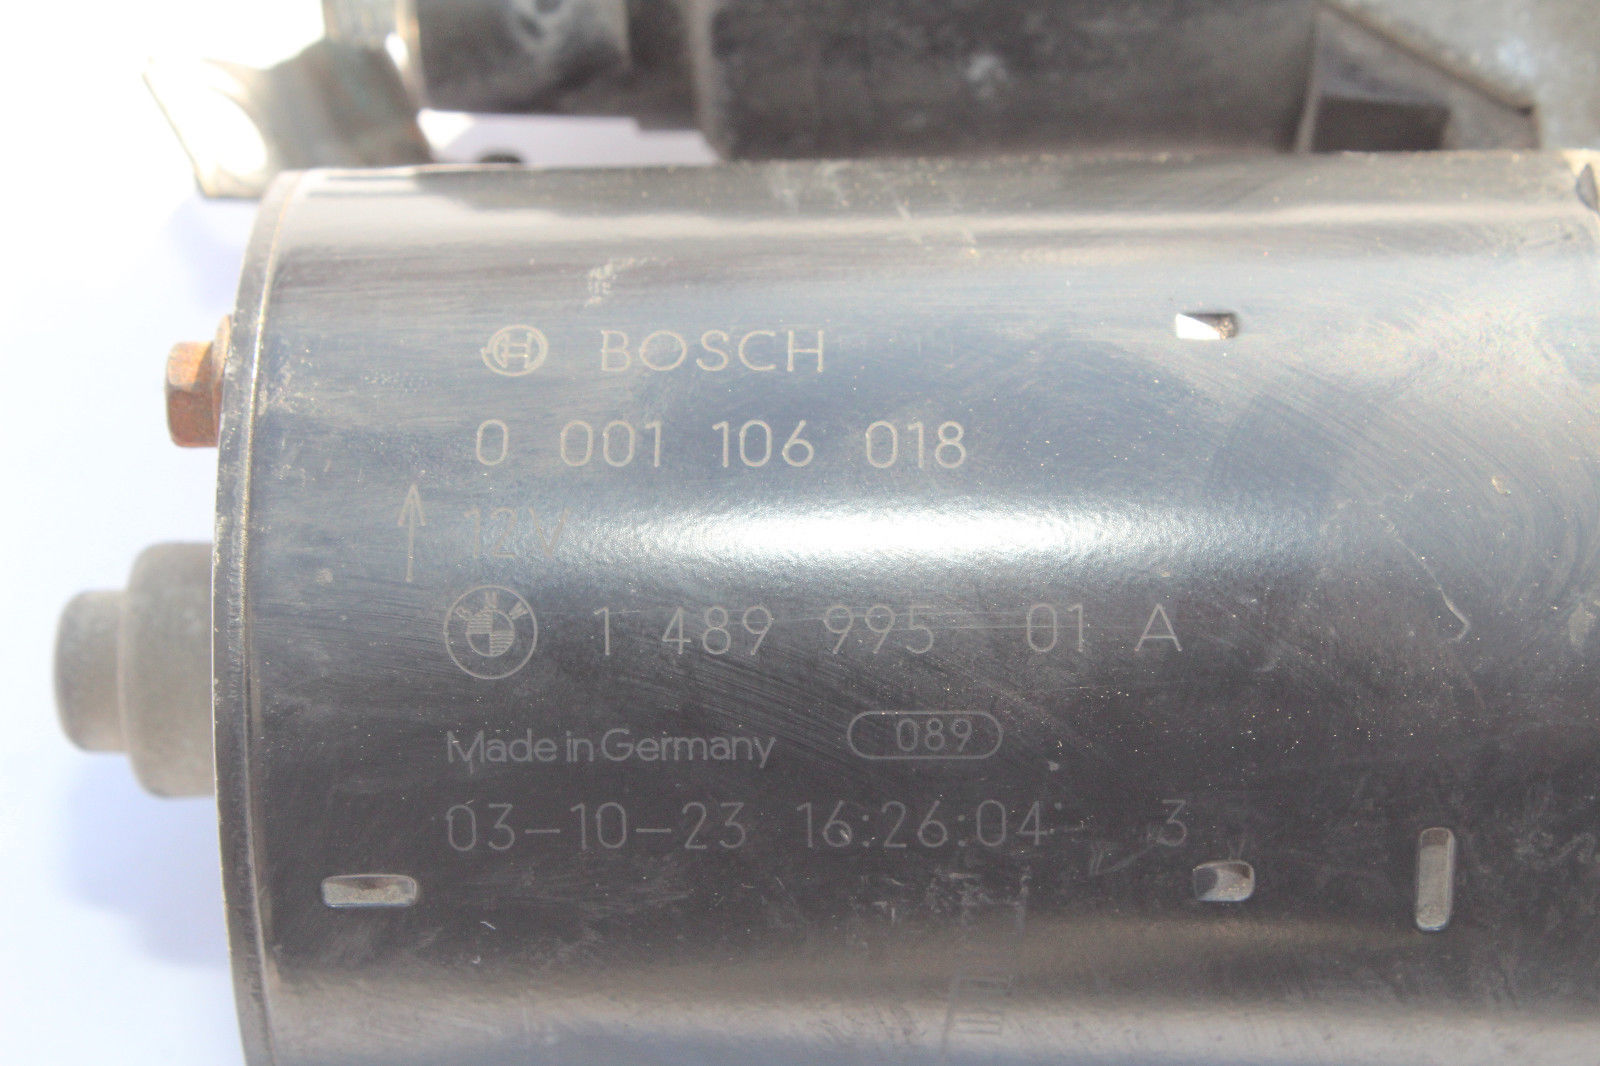 BOSCH
0 001 106 018
12V
BMW 1 489 995 01 A
Made in Germany 089
03-10-23 16:26:04 3